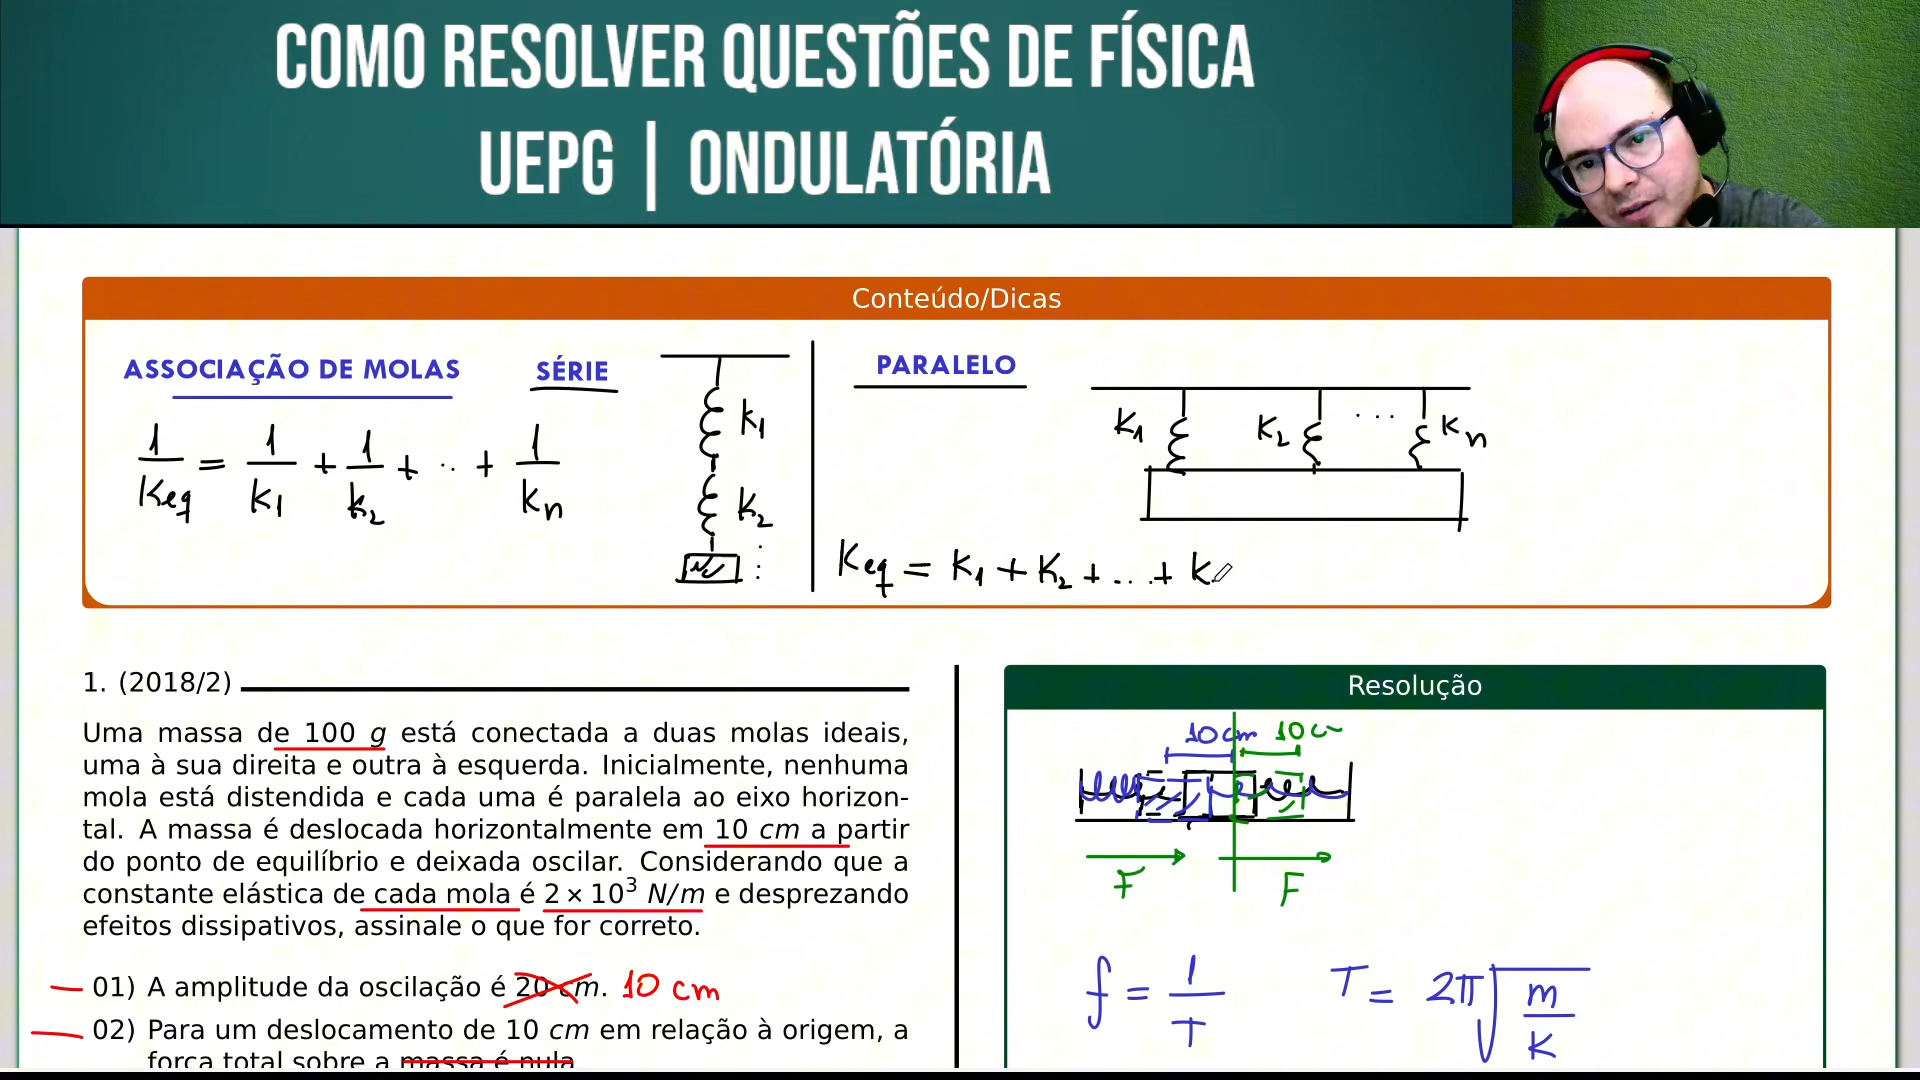 COMO RESOLVER QUESTÕES DE FÍSICA
UEPG | ONDULATÓRIA
Conteúdo/Dicas
ASSOCIAÇÃO DE MOLAS SÉRIE
1/Keq = 1/k1 + 1/k2 + .. + 1/kn
k1
K2
PARALELO
K1 K2 ... Kn
Keq = K1 + K2 + ... + K
1. (2018/2)
Uma massa de 100 g está conectada a duas molas ideais,
uma à sua direita e outra à esquerda. Inicialmente, nenhuma
mola está distendida e cada uma é paralela ao eixo horizon-
tal. A massa é deslocada horizontalmente em 10 cm a partir
do ponto de equilíbrio e deixada oscilar. Considerando que a
constante elástica de cada mola é 2 × 10³ N/m e desprezando
efeitos dissipativos, assinale o que for correto.
01) A amplitude da oscilação é 20 cm. 10 cm
02) Para um deslocamento de 10 cm em relação à origem, a
força total sobre a massa é nula
Resolução
10 cm 10 c
F F
f = 1/T T = 2π√m/K